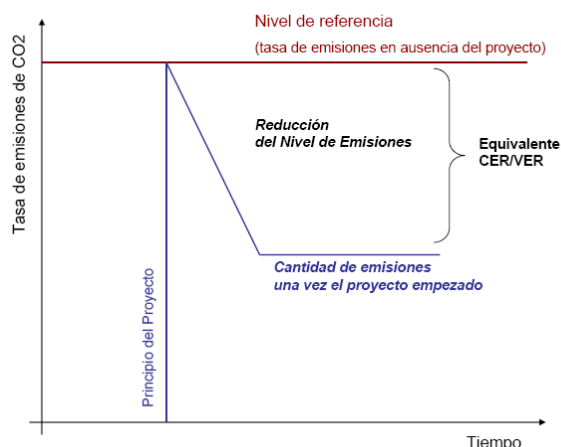 Nivel de referencia
(tasa de emisiones en ausencia del proyecto)
Tasa de emisiones de CO2
Reducción
del Nivel de Emisiones
Equivalente
CER/VER
Cantidad de emisiones
una vez el proyecto empezado
Principio del Proyecto
Tiempo